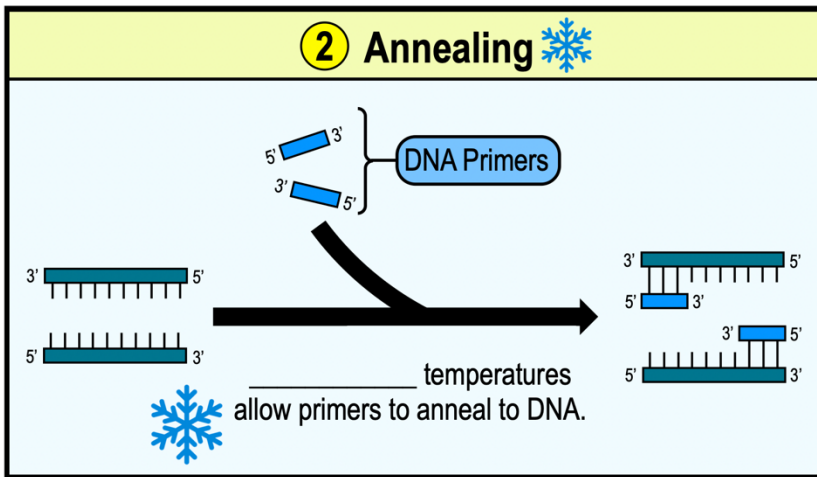 2 Annealing
5' 3'
3' 5'
DNA Primers
3' 5'
5' 3'
3' 5'
5' 3'
3' 5'
5' 3'
____________ temperatures
allow primers to anneal to DNA.